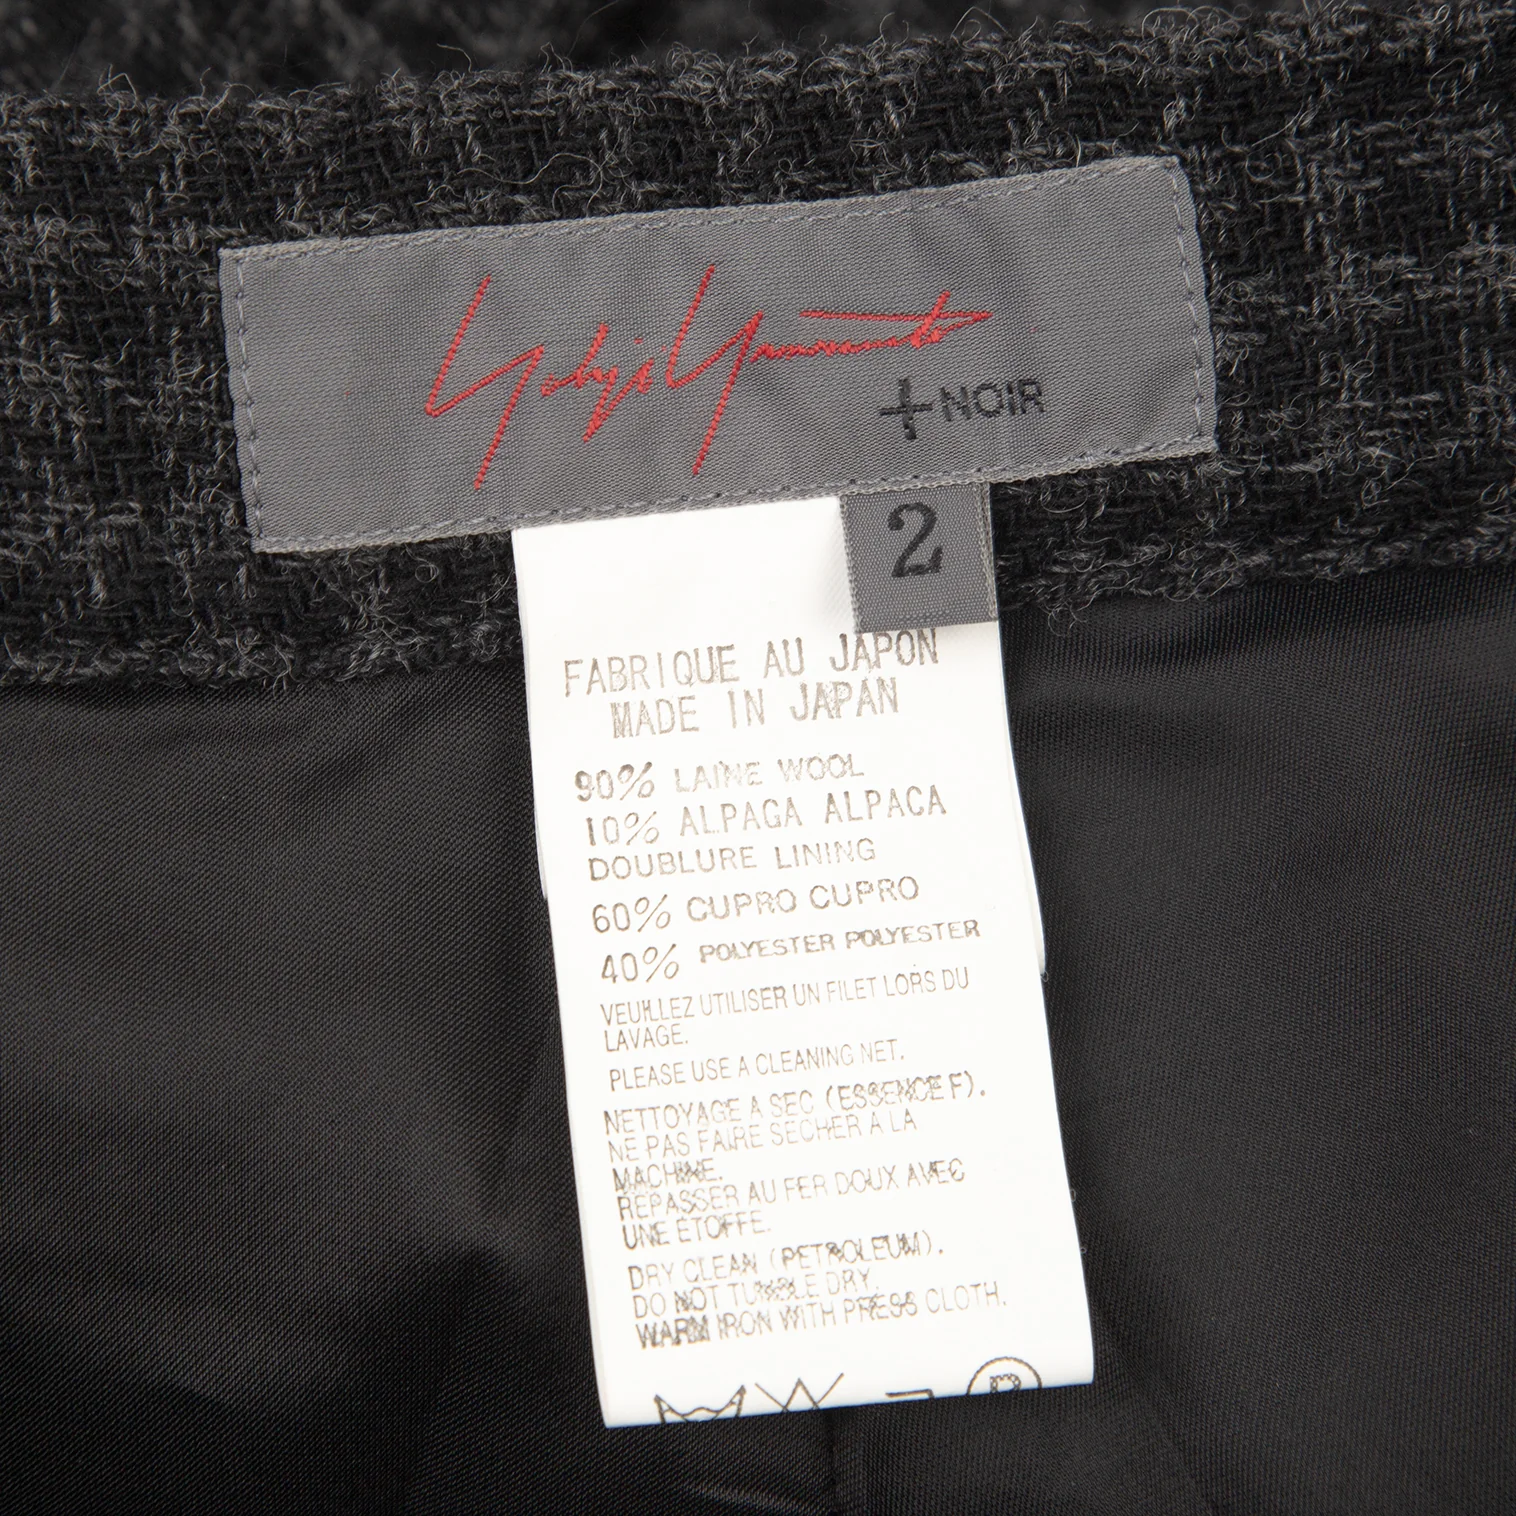 Yohji Yamamoto
+NOIR
2
FABRIQUE AU JAPON
MADE IN JAPAN
90% LAINE WOOL
10% ALPAGA ALPACA
DOUBLURE LINING
60% CUPRO CUPRO
40% POLYESTER POLYESTER
VEUILLEZ UTILISER UN FILET LORS DU
LAVAGE.
PLEASE USE A CLEANING NET.
NETTOYAGE A SEC (ESSENCE F).
NE PAS FAIRE SECHER A LA
MACHINE.
REPASSER AU FER DOUX AVEC
UNE ETOFFE.
DRY CLEAN (PETROLEUM).
DO NOT TUMBLE DRY.
WARM IRON WITH PRESS CLOTH.